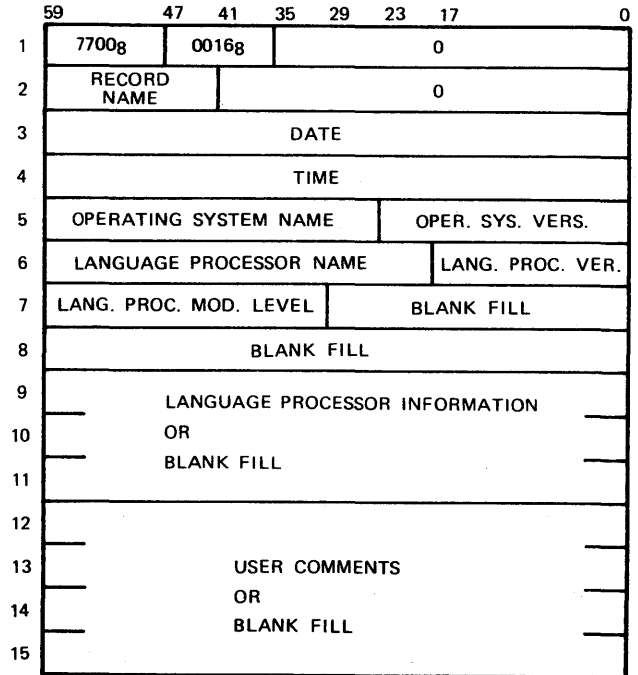 59 47 41 35 29 23 17 0
1 7700₈ 0016₈ 0
2 RECORD NAME 0
3 DATE
4 TIME
5 OPERATING SYSTEM NAME OPER. SYS. VERS.
6 LANGUAGE PROCESSOR NAME LANG. PROC. VER.
7 LANG. PROC. MOD. LEVEL BLANK FILL
8 BLANK FILL
9 LANGUAGE PROCESSOR INFORMATION
10 OR
BLANK FILL
11
12
13 USER COMMENTS
OR
14
BLANK FILL
15